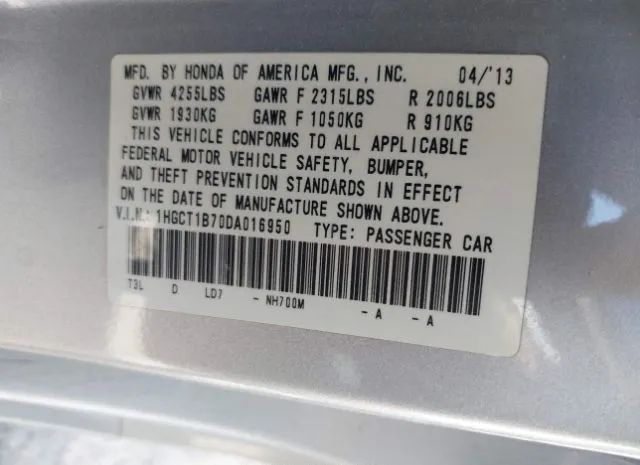 MFD. BY HONDA OF AMERICA MFG., INC. 04/'13
GVWR 4255LBS GAWR F 2315LBS R 2006LBS
GVWR 1930KG GAWR F 1050KG R 910KG
THIS VEHICLE CONFORMS TO ALL APPLICABLE
FEDERAL MOTOR VEHICLE SAFETY, BUMPER,
AND THEFT PREVENTION STANDARDS IN EFFECT
ON THE DATE OF MANUFACTURE SHOWN ABOVE.
V.I.N.: 1HGCT1B70DA016950 TYPE: PASSENGER CAR
T3L D LD7 - NH700M - A - A